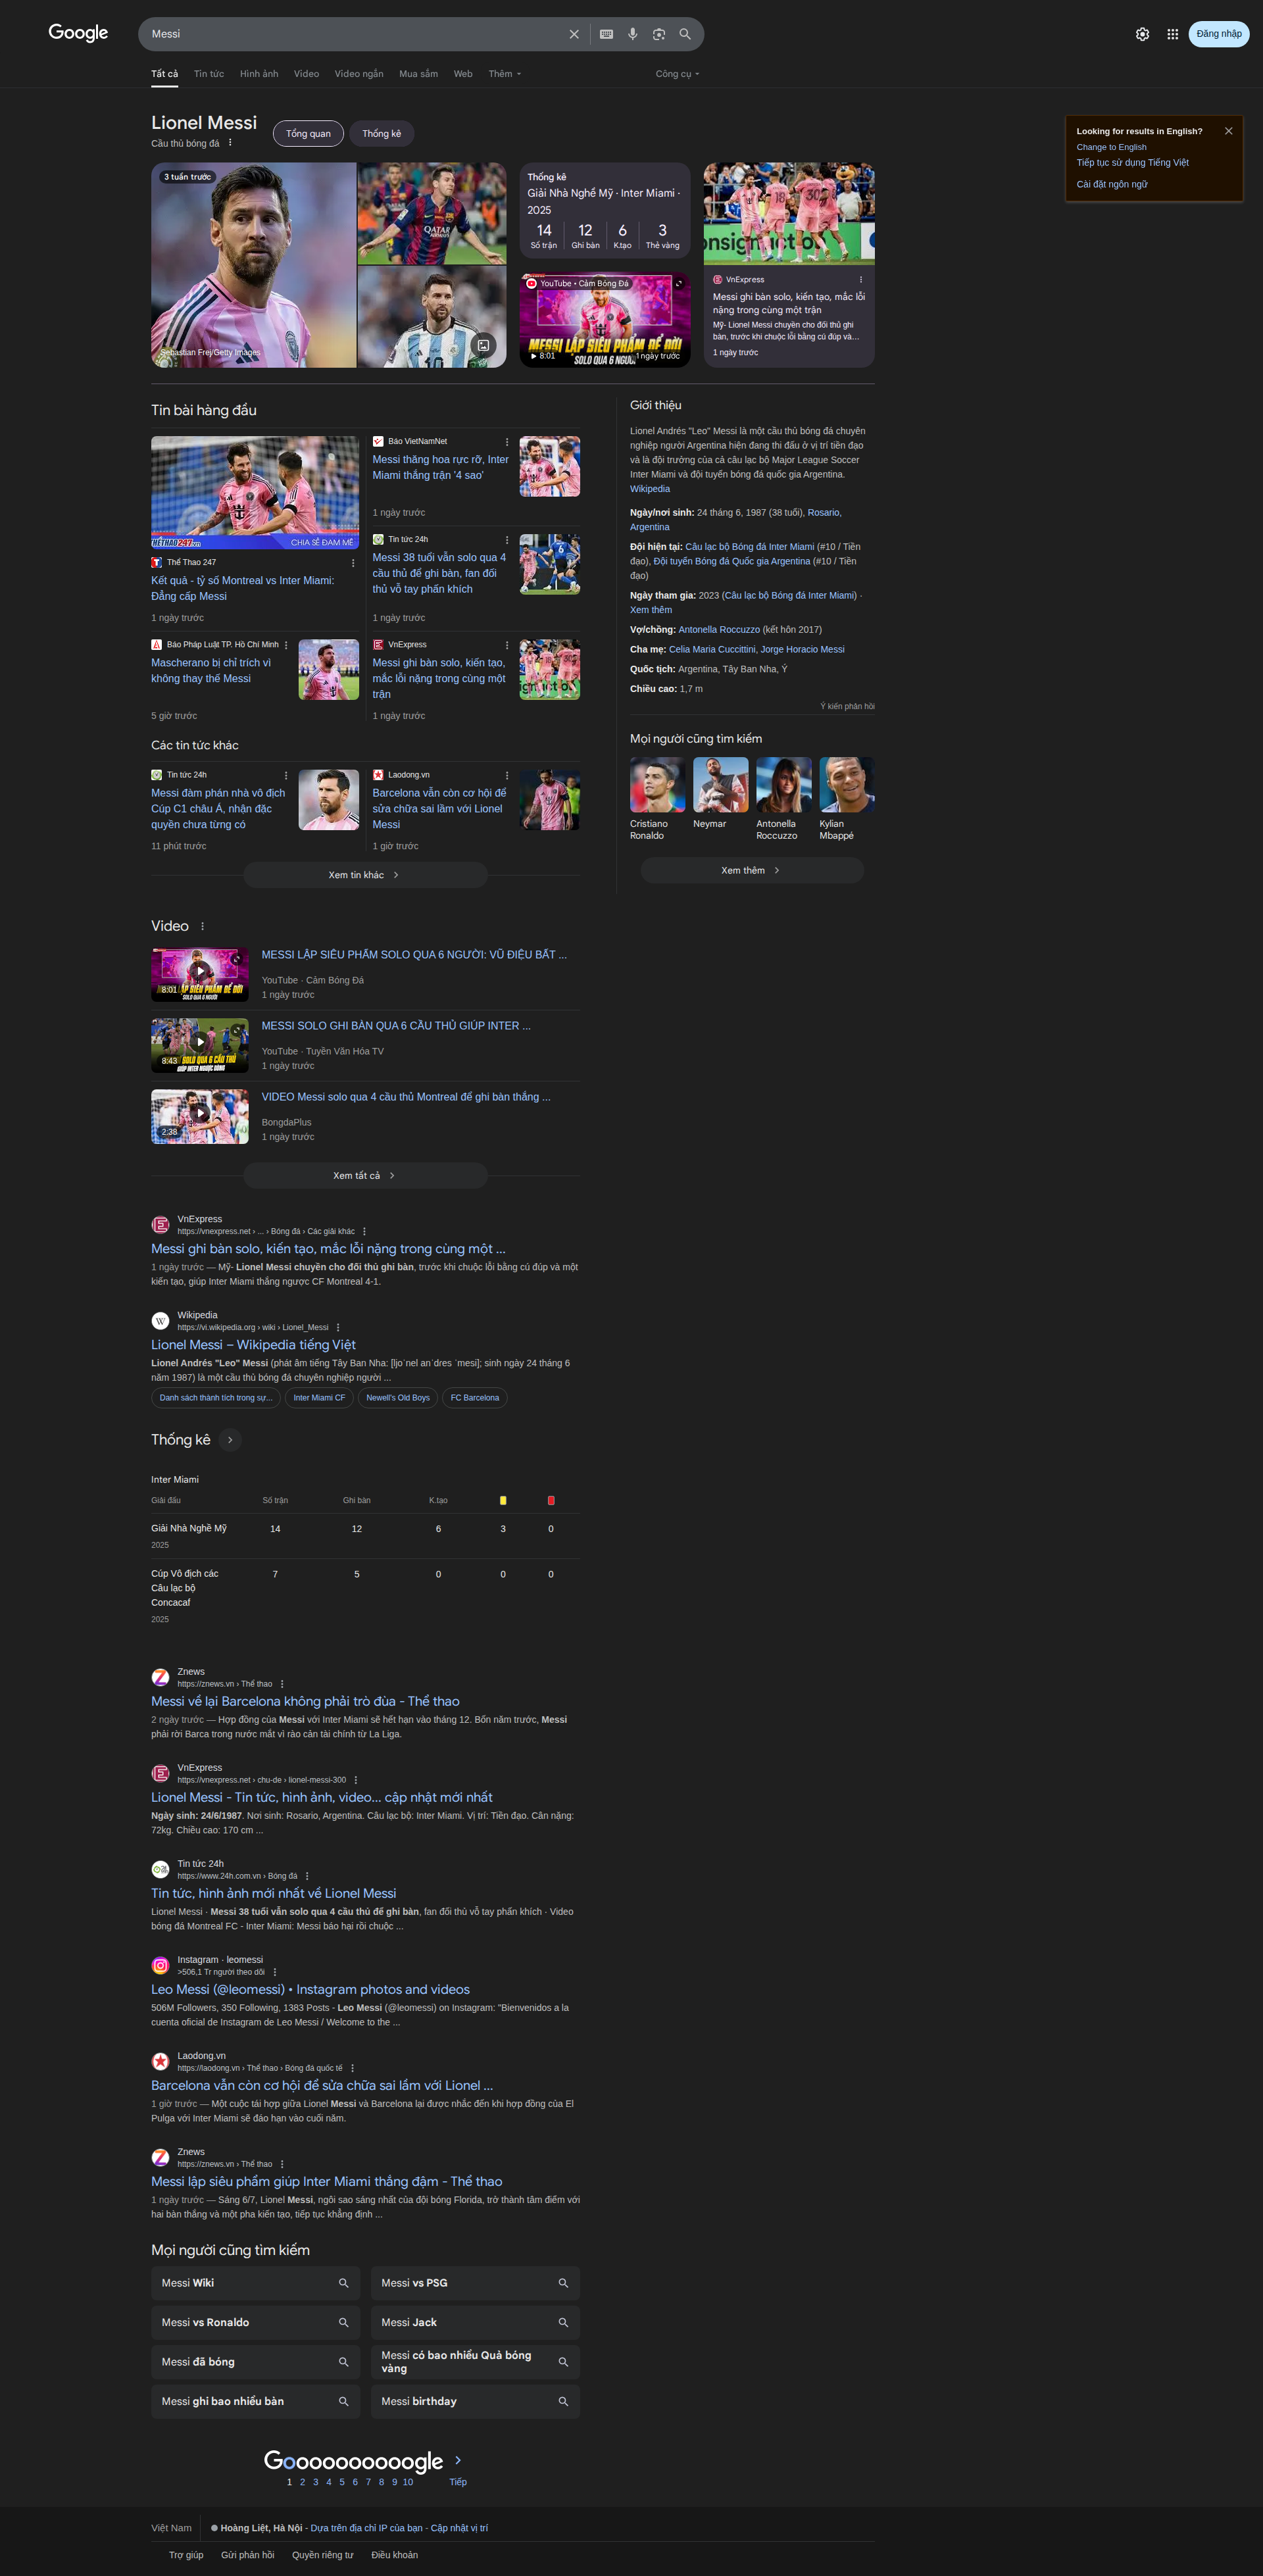 Google
Messi
Đăng nhập
Tất cả
Tin tức
Hình ảnh
Video
Video ngắn
Mua sắm
Web
Thêm
Công cụ
Lionel Messi
Cầu thủ bóng đá
Tổng quan
Thống kê
Looking for results in English?
Change to English
Tiếp tục sử dụng Tiếng Việt
Cài đặt ngôn ngữ
3 tuần trước
Sebastian Frej/Getty Images
Thống kê
Giải Nhà Nghề Mỹ · Inter Miami ·
2025
14 12 6 3
Số trận Ghi bàn K.tạo Thẻ vàng
YouTube • Cảm Bóng Đá
MESSI LẬP SIÊU PHẨM ĐỂ ĐỜI
SOLO QUA 6 NGƯỜI
8:01
1 ngày trước
VnExpress
Messi ghi bàn solo, kiến tạo, mắc lỗi
nặng trong cùng một trận
Mỹ- Lionel Messi chuyền cho đối thủ ghi
bàn, trước khi chuộc lỗi bằng cú đúp và...
1 ngày trước
Tin bài hàng đầu
THETHAO247.vn
CHIA SẺ ĐAM MÊ
Thể Thao 247
Kết quả - tỷ số Montreal vs Inter Miami:
Đẳng cấp Messi
1 ngày trước
Báo VietNamNet
Messi thăng hoa rực rỡ, Inter
Miami thắng trận '4 sao'
1 ngày trước
Tin tức 24h
Messi 38 tuổi vẫn solo qua 4
cầu thủ để ghi bàn, fan đối
thủ vỗ tay phấn khích
1 ngày trước
Báo Pháp Luật TP. Hồ Chí Minh
Mascherano bị chỉ trích vì
không thay thế Messi
5 giờ trước
VnExpress
Messi ghi bàn solo, kiến tạo,
mắc lỗi nặng trong cùng một
trận
1 ngày trước
Các tin tức khác
Tin tức 24h
Messi đàm phán nhà vô địch
Cúp C1 châu Á, nhận đặc
quyền chưa từng có
11 phút trước
Laodong.vn
Barcelona vẫn còn cơ hội để
sửa chữa sai lầm với Lionel
Messi
1 giờ trước
Xem tin khác
Giới thiệu
Lionel Andrés "Leo" Messi là một cầu thủ bóng đá chuyên
nghiệp người Argentina hiện đang thi đấu ở vị trí tiền đạo
và là đội trưởng của cả câu lạc bộ Major League Soccer
Inter Miami và đội tuyển bóng đá quốc gia Argentina.
Wikipedia
Ngày/nơi sinh: 24 tháng 6, 1987 (38 tuổi), Rosario,
Argentina
Đội hiện tại: Câu lạc bộ Bóng đá Inter Miami (#10 / Tiền
đạo), Đội tuyển Bóng đá Quốc gia Argentina (#10 / Tiền
đạo)
Ngày tham gia: 2023 (Câu lạc bộ Bóng đá Inter Miami) ·
Xem thêm
Vợ/chồng: Antonella Roccuzzo (kết hôn 2017)
Cha mẹ: Celia Maria Cuccittini, Jorge Horacio Messi
Quốc tịch: Argentina, Tây Ban Nha, Ý
Chiều cao: 1,7 m
Ý kiến phản hồi
Mọi người cũng tìm kiếm
Cristiano
Ronaldo
Neymar
Antonella
Roccuzzo
Kylian
Mbappé
Xem thêm
Video
8:01
MESSI LẬP SIÊU PHẨM SOLO QUA 6 NGƯỜI: VŨ ĐIỆU BẤT ...
YouTube · Cảm Bóng Đá
1 ngày trước
8:43
MESSI SOLO GHI BÀN QUA 6 CẦU THỦ GIÚP INTER ...
YouTube · Tuyền Văn Hóa TV
1 ngày trước
2:38
VIDEO Messi solo qua 4 cầu thủ Montreal để ghi bàn thắng ...
BongdaPlus
1 ngày trước
Xem tất cả
VnExpress
https://vnexpress.net › ... › Bóng đá › Các giải khác
Messi ghi bàn solo, kiến tạo, mắc lỗi nặng trong cùng một ...
1 ngày trước — Mỹ- Lionel Messi chuyền cho đối thủ ghi bàn, trước khi chuộc lỗi bằng cú đúp và một
kiến tạo, giúp Inter Miami thắng ngược CF Montreal 4-1.
Wikipedia
https://vi.wikipedia.org › wiki › Lionel_Messi
Lionel Messi – Wikipedia tiếng Việt
Lionel Andrés "Leo" Messi (phát âm tiếng Tây Ban Nha: [ljoˈnel anˈdres ˈmesi]; sinh ngày 24 tháng 6
năm 1987) là một cầu thủ bóng đá chuyên nghiệp người ...
Danh sách thành tích trong sự...
Inter Miami CF
Newell's Old Boys
FC Barcelona
Thống kê
Inter Miami
Giải đấu Số trận Ghi bàn K.tạo
Giải Nhà Nghề Mỹ 14 12 6 3 0
2025
Cúp Vô địch các 7 5 0 0 0
Câu lạc bộ
Concacaf
2025
Znews
https://znews.vn › Thể thao
Messi về lại Barcelona không phải trò đùa - Thể thao
2 ngày trước — Hợp đồng của Messi với Inter Miami sẽ hết hạn vào tháng 12. Bốn năm trước, Messi
phải rời Barca trong nước mắt vì rào cản tài chính từ La Liga.
VnExpress
https://vnexpress.net › chu-de › lionel-messi-300
Lionel Messi - Tin tức, hình ảnh, video... cập nhật mới nhất
Ngày sinh: 24/6/1987. Nơi sinh: Rosario, Argentina. Câu lạc bộ: Inter Miami. Vị trí: Tiền đạo. Cân nặng:
72kg. Chiều cao: 170 cm ...
Tin tức 24h
https://www.24h.com.vn › Bóng đá
Tin tức, hình ảnh mới nhất về Lionel Messi
Lionel Messi · Messi 38 tuổi vẫn solo qua 4 cầu thủ để ghi bàn, fan đối thủ vỗ tay phấn khích · Video
bóng đá Montreal FC - Inter Miami: Messi báo hại rồi chuộc ...
Instagram · leomessi
>506,1 Tr người theo dõi
Leo Messi (@leomessi) • Instagram photos and videos
506M Followers, 350 Following, 1383 Posts - Leo Messi (@leomessi) on Instagram: "Bienvenidos a la
cuenta oficial de Instagram de Leo Messi / Welcome to the ...
Laodong.vn
https://laodong.vn › Thể thao › Bóng đá quốc tế
Barcelona vẫn còn cơ hội để sửa chữa sai lầm với Lionel ...
1 giờ trước — Một cuộc tái hợp giữa Lionel Messi và Barcelona lại được nhắc đến khi hợp đồng của El
Pulga với Inter Miami sẽ đáo hạn vào cuối năm.
Znews
https://znews.vn › Thể thao
Messi lập siêu phẩm giúp Inter Miami thắng đậm - Thể thao
1 ngày trước — Sáng 6/7, Lionel Messi, ngôi sao sáng nhất của đội bóng Florida, trở thành tâm điểm với
hai bàn thắng và một pha kiến tạo, tiếp tục khẳng định ...
Mọi người cũng tìm kiếm
Messi Wiki
Messi vs PSG
Messi vs Ronaldo
Messi Jack
Messi đá bóng
Messi có bao nhiều Quả bóng
vàng
Messi ghi bao nhiêu bàn
Messi birthday
Goooooooooogle
1 2 3 4 5 6 7 8 9 10 Tiếp
Việt Nam
Hoàng Liệt, Hà Nội - Dựa trên địa chỉ IP của bạn - Cập nhật vị trí
Trợ giúp Gửi phản hồi Quyền riêng tư Điều khoản